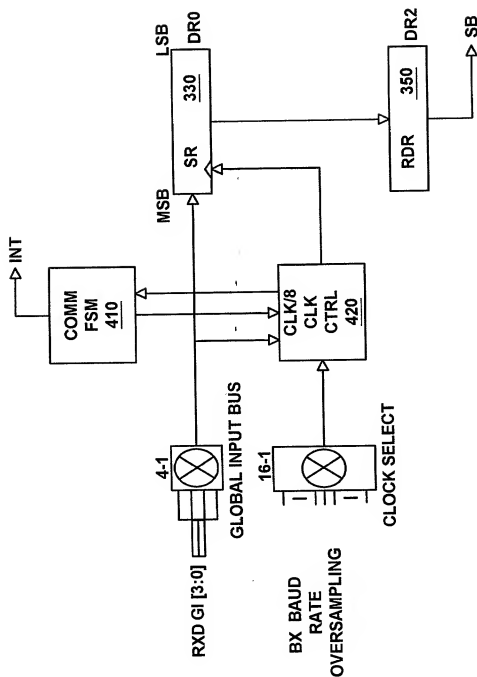 INT
COMM
FSM
410
MSB
LSB
SR
330
DR0
RXD GI [3:0]
4-1
GLOBAL INPUT BUS
BX BAUD
RATE
OVERSAMPLING
16-1
CLOCK SELECT
CLK/8
CLK
CTRL
420
RDR
350
DR2
SB